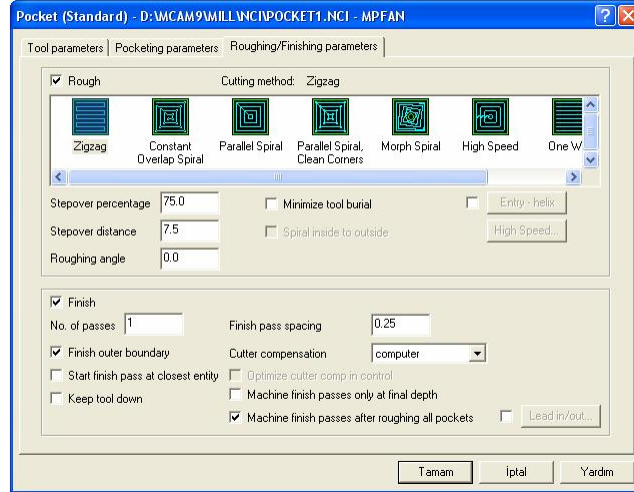 Pocket (Standard) - D:\MCAM9\MILL\NCI\POCKET1.NCI - MPFAN
Tool parameters Pocketing parameters Roughing/Finishing parameters
Rough Cutting method: Zigzag
Zigzag Constant Overlap Spiral Parallel Spiral Parallel Spiral, Clean Corners Morph Spiral High Speed One W
Stepover percentage 75.0 Minimize tool burial Entry - helix
Stepover distance 7.5 Spiral inside to outside High Speed...
Roughing angle 0.0
Finish
No. of passes 1 Finish pass spacing 0.25
Finish outer boundary Cutter compensation computer
Start finish pass at closest entity Optimize cutter comp in control
Keep tool down Machine finish passes only at final depth
Machine finish passes after roughing all pockets Lead in/out...
Tamam İptal Yardım